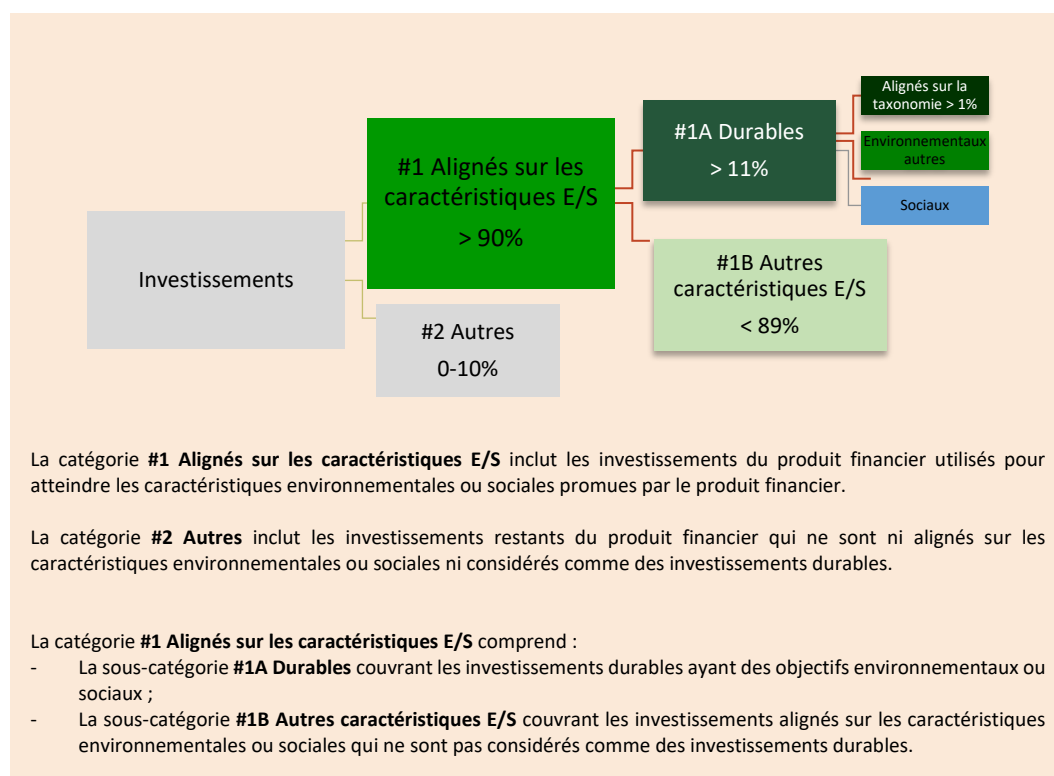 Alignés sur la
taxonomie > 1%
#1A Durables
> 11%
Environnementaux
autres
#1 Alignés sur les
caractéristiques E/S
> 90%
Sociaux
Investissements
#1B Autres
caractéristiques E/S
< 89%
#2 Autres
0-10%
La catégorie #1 Alignés sur les caractéristiques E/S inclut les investissements du produit financier utilisés pour
atteindre les caractéristiques environnementales ou sociales promues par le produit financier.
La catégorie #2 Autres inclut les investissements restants du produit financier qui ne sont ni alignés sur les
caractéristiques environnementales ou sociales ni considérés comme des investissements durables.
La catégorie #1 Alignés sur les caractéristiques E/S comprend :
- La sous-catégorie #1A Durables couvrant les investissements durables ayant des objectifs environnementaux ou
sociaux ;
- La sous-catégorie #1B Autres caractéristiques E/S couvrant les investissements alignés sur les caractéristiques
environnementales ou sociales qui ne sont pas considérés comme des investissements durables.